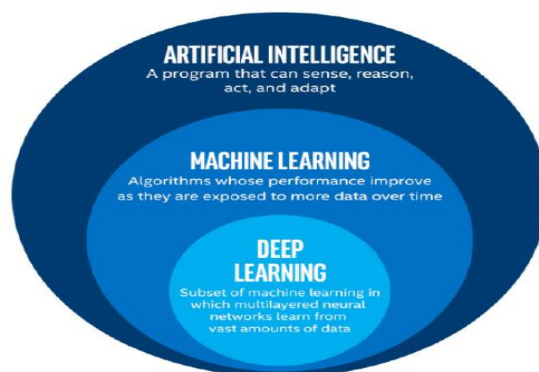 ARTIFICIAL INTELLIGENCE
A program that can sense, reason,
act, and adapt
MACHINE LEARNING
Algorithms whose performance improve
as they are exposed to more data over time
DEEP
LEARNING
Subset of machine learning in
which multilayered neural
networks learn from
vast amounts of data